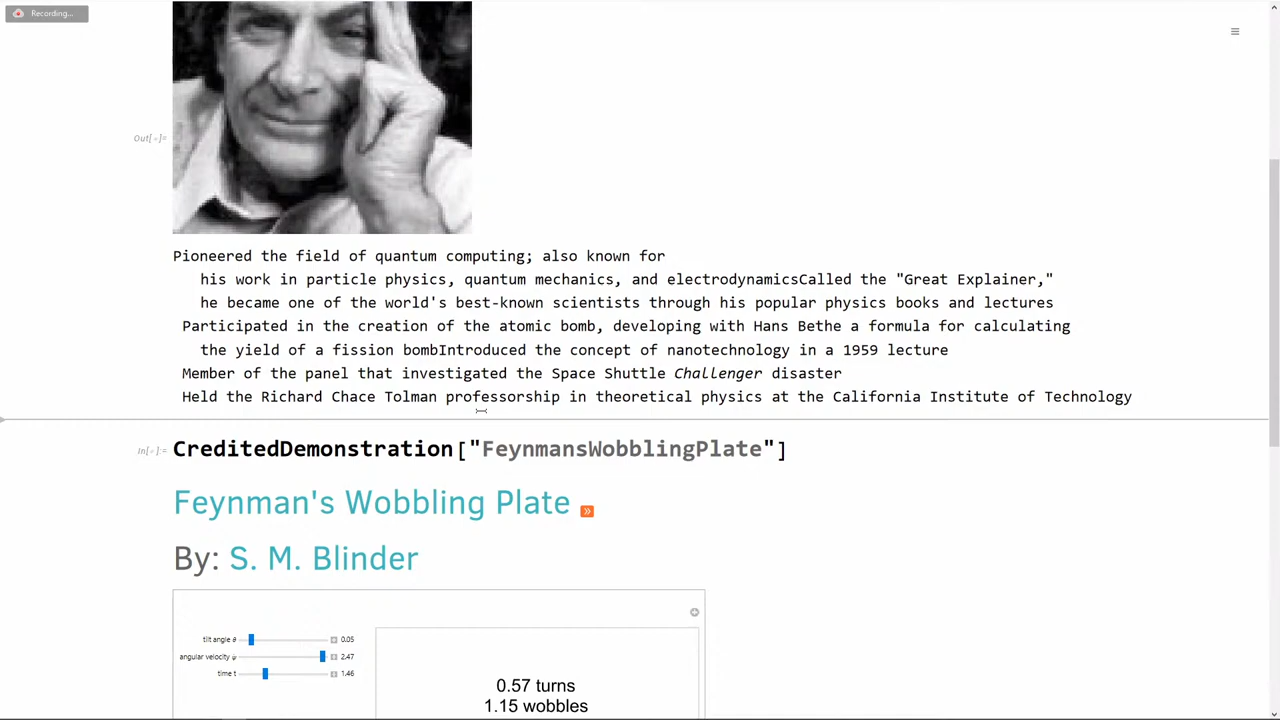 Recording...
Out[ ]=
Pioneered the field of quantum computing; also known for
his work in particle physics, quantum mechanics, and electrodynamicsCalled the "Great Explainer,"
he became one of the world's best-known scientists through his popular physics books and lectures
Participated in the creation of the atomic bomb, developing with Hans Bethe a formula for calculating
the yield of a fission bombIntroduced the concept of nanotechnology in a 1959 lecture
Member of the panel that investigated the Space Shuttle Challenger disaster
Held the Richard Chace Tolman professorship in theoretical physics at the California Institute of Technology
In[ ]:= CreditedDemonstration["FeynmansWobblingPlate"]
Feynman's Wobbling Plate »
By: S. M. Blinder
tilt angle θ 0.05
angular velocity ψ 2.47
time t 1.46
0.57 turns
1.15 wobbles